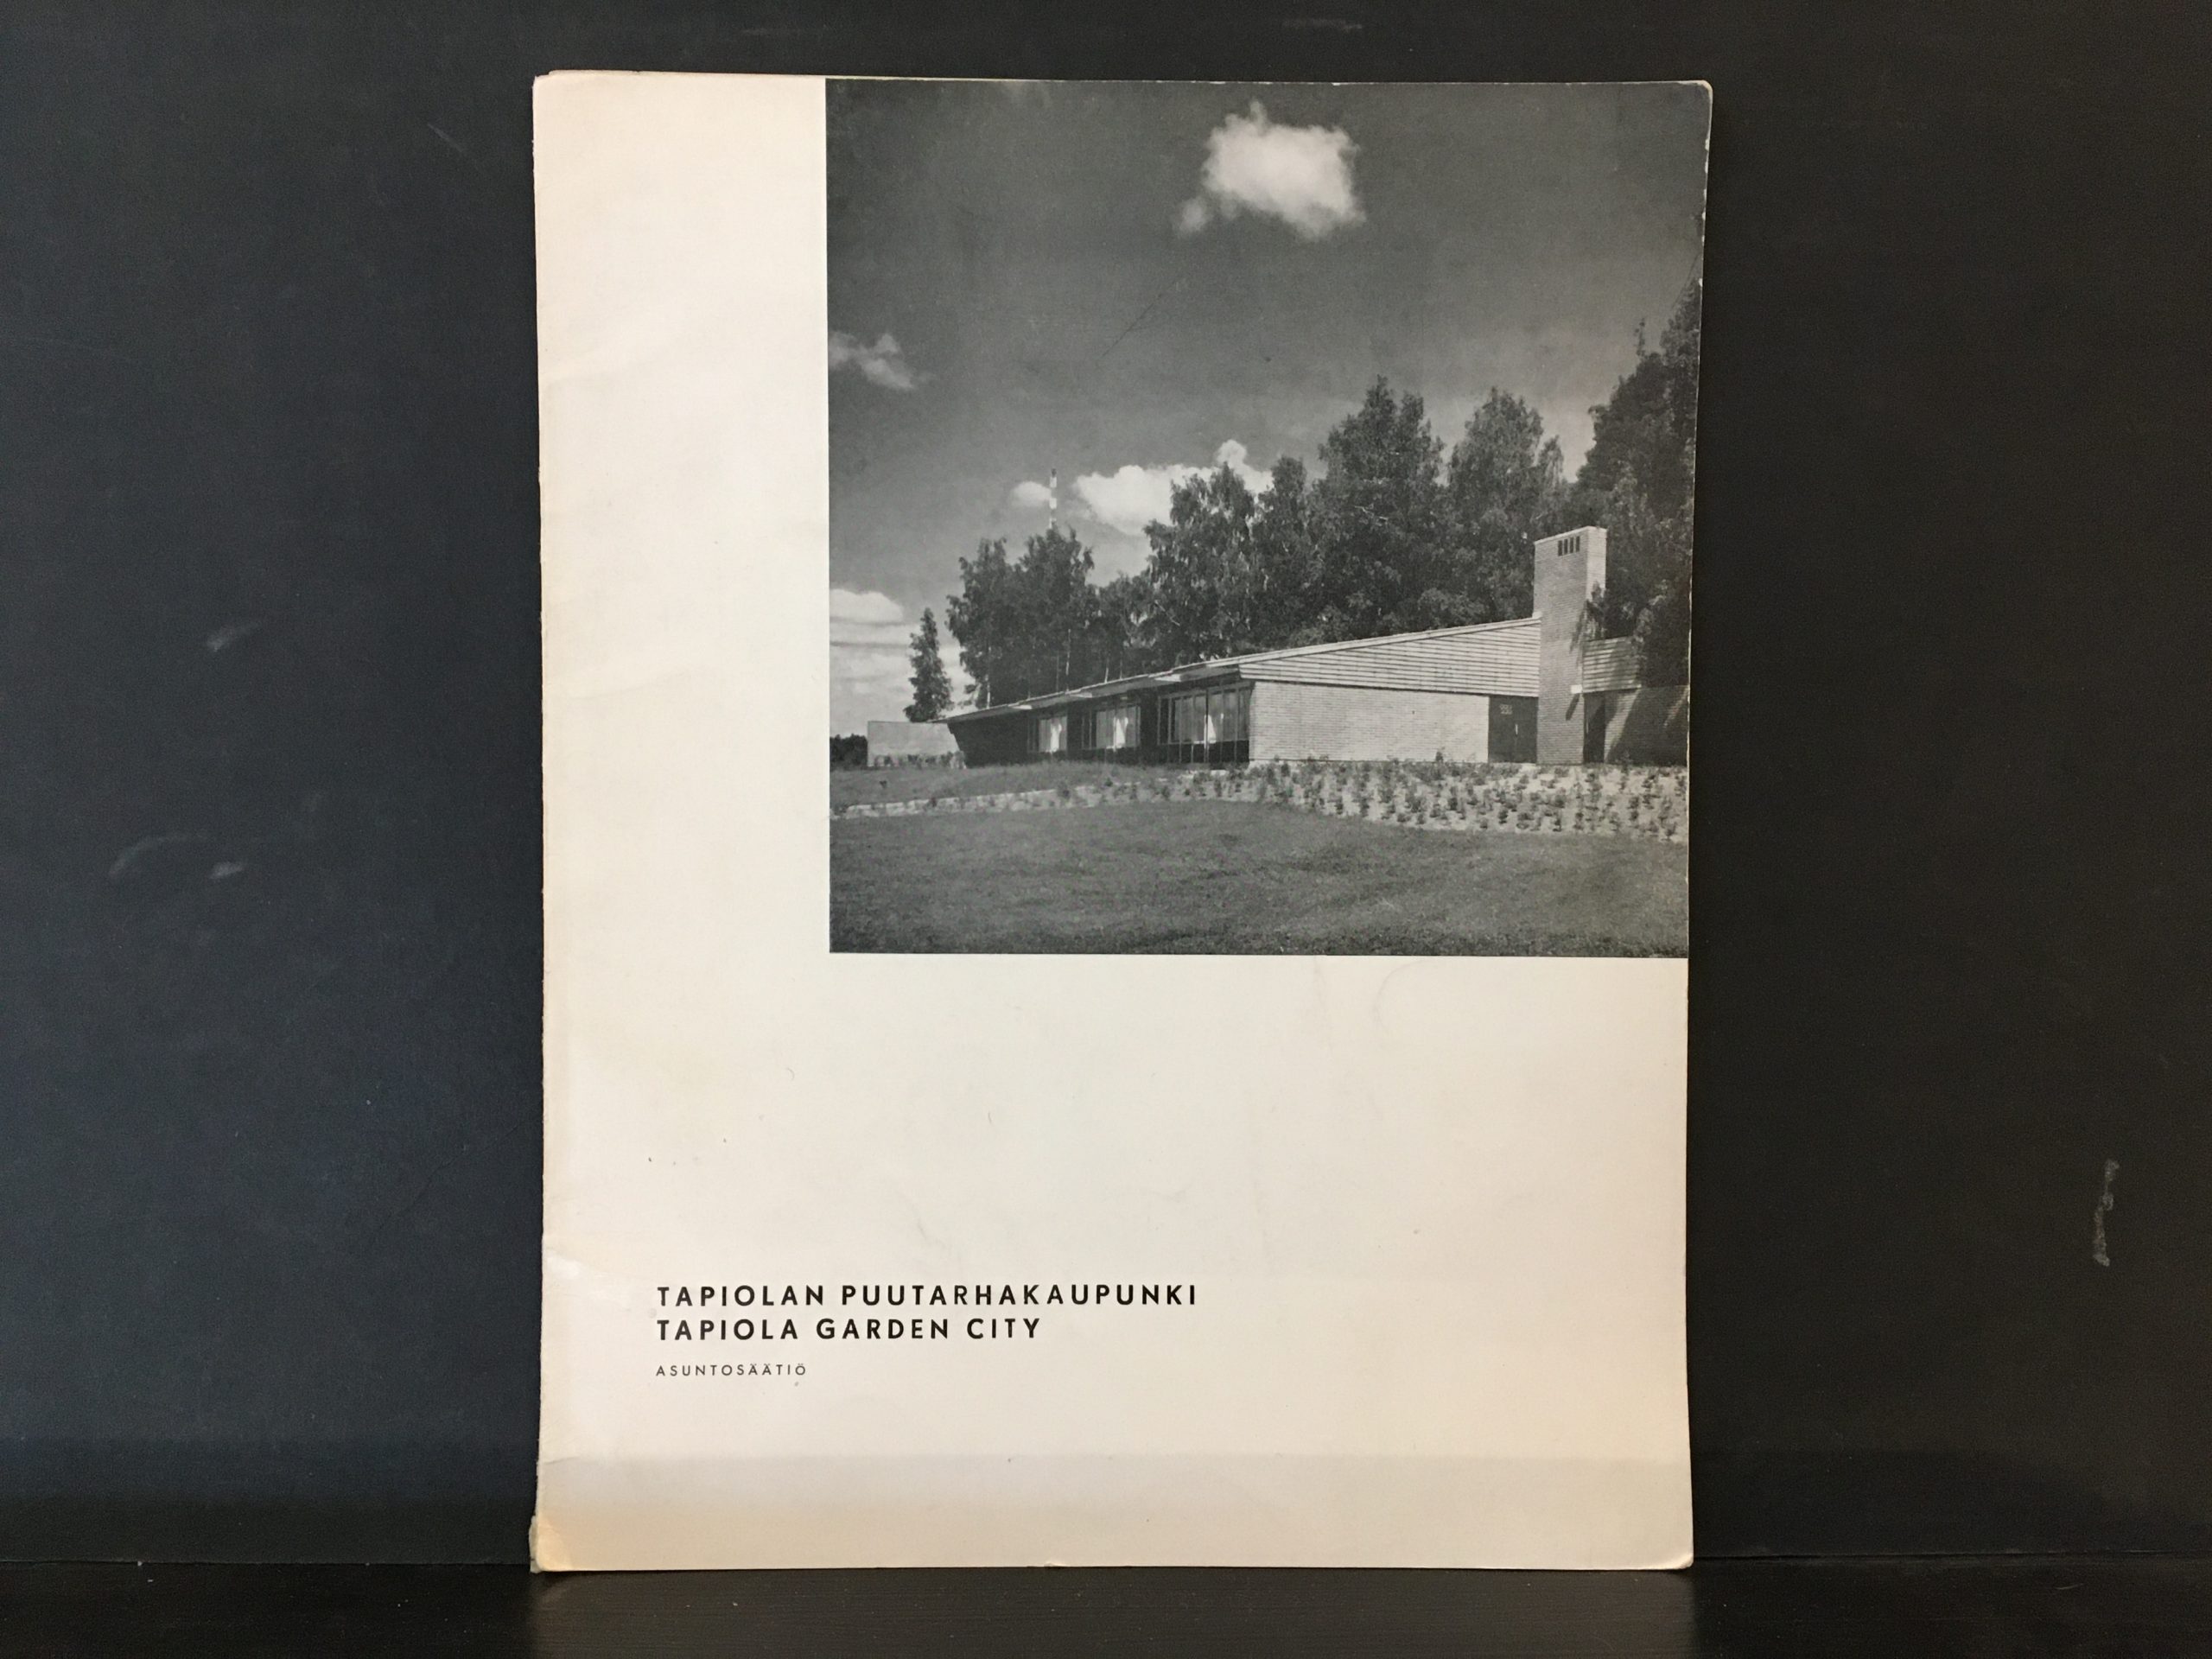 TAPIOLAN PUUTARHAKAUPUNKI
TAPIOLA GARDEN CITY
ASUNTOSÄÄTIÖ